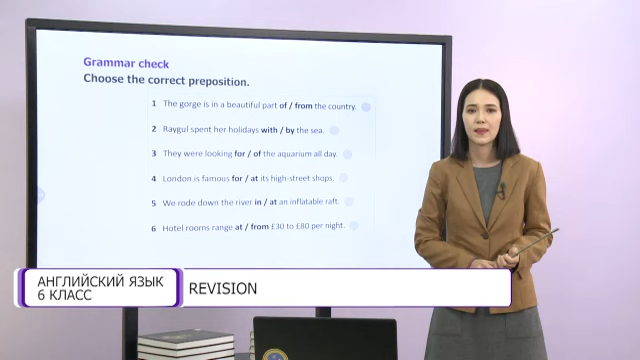 Grammar check
Choose the correct preposition.
1 The gorge is in a beautiful part of / from the country.
2 Raygul spent her holidays with / by the sea.
3 They were looking for / of the aquarium all day.
4 London is famous for / at its high-street shops.
5 We rode down the river in / at an inflatable raft.
6 Hotel rooms range at / from £30 to £80 per night.
АНГЛИЙСКИЙ ЯЗЫК
6 КЛАСС
REVISION